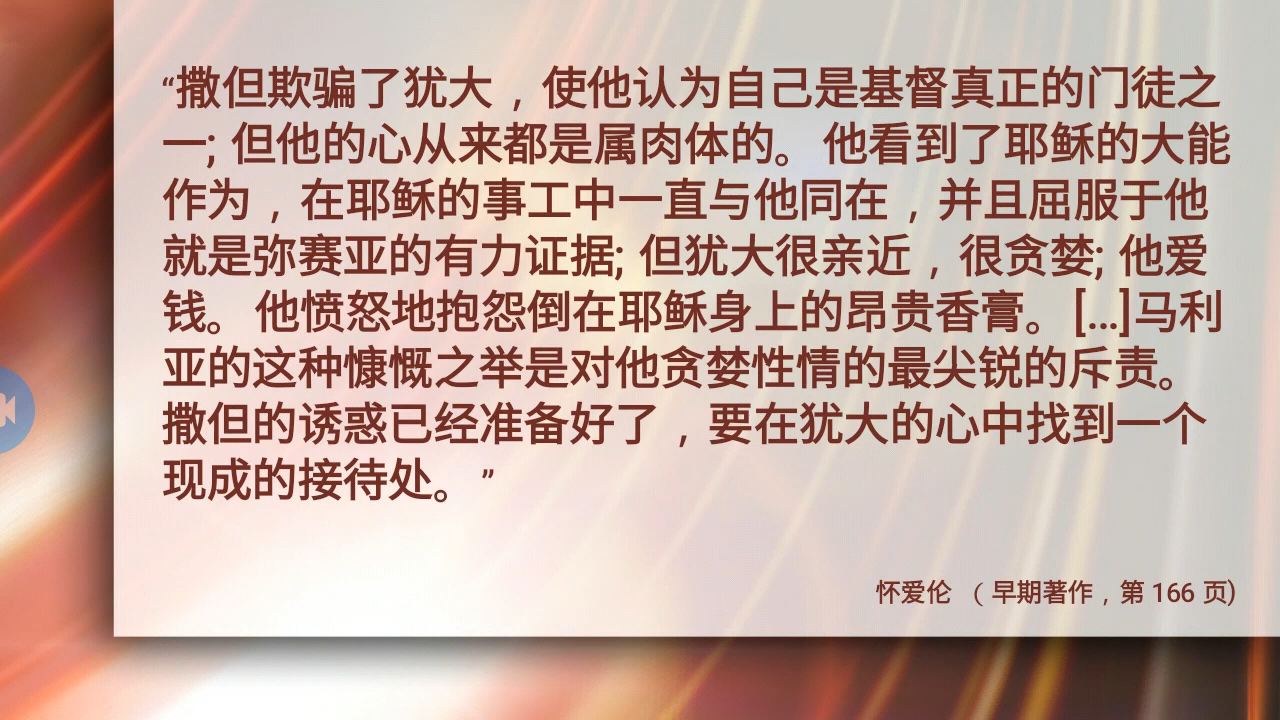 “撒但欺骗了犹大，使他认为自己是基督真正的门徒之
一; 但他的心从来都是属肉体的。 他看到了耶稣的大能
作为，在耶稣的事工中一直与他同在，并且屈服于他
就是弥赛亚的有力证据; 但犹大很亲近，很贪婪; 他爱
钱。 他愤怒地抱怨倒在耶稣身上的昂贵香膏。 [...]马利
亚的这种慷慨之举是对他贪婪性情的最尖锐的斥责。
撒但的诱惑已经准备好了，要在犹大的心中找到一个
现成的接待处。 ”
怀爱伦 （早期著作，第 166 页)